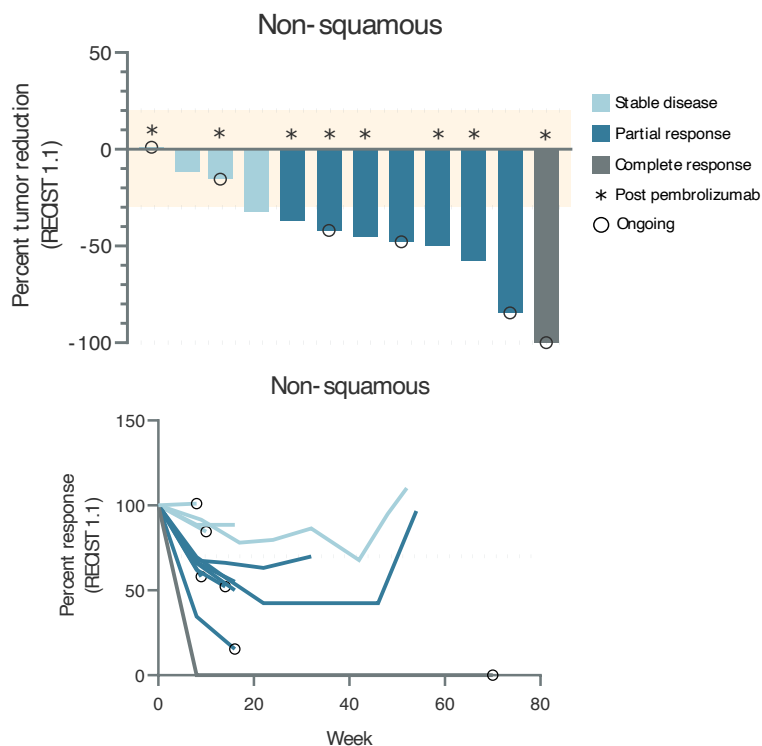 Non-squamous
Percent tumor reduction
(RECIST 1.1)
50
0
-50
-100
* * * * * * * *
Stable disease
Partial response
Complete response
* Post pembrolizumab
Ongoing
Non-squamous
Percent response
(RECIST 1.1)
150
100
50
0
0 20 40 60 80
Week